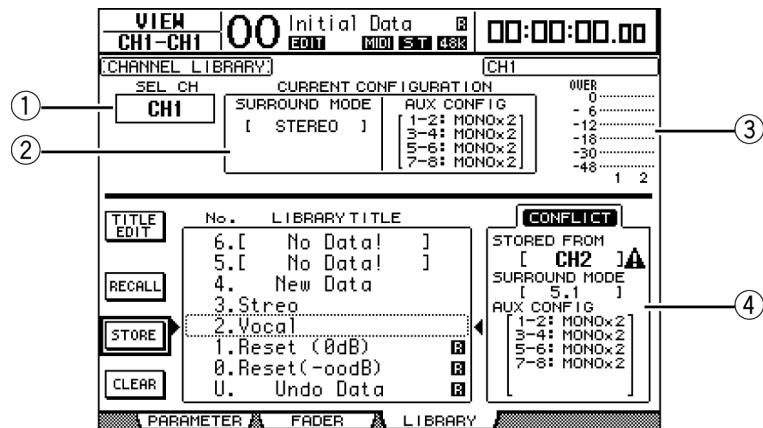 VIEW
CH1-CH1
00
Initial Data R
EDIT MIDI ST 48K
00:00:00.00
CHANNEL LIBRARY
CH1
SEL CH
CH1
CURRENT CONFIGURATION
SURROUND MODE
[ STEREO ]
AUX CONFIG
1-2: MONOx2
3-4: MONOx2
5-6: MONOx2
7-8: MONOx2
OVER
0
-6
-12
-18
-30
-48
1 2
1
2
3
4
TITLE EDIT
RECALL
STORE
CLEAR
No. LIBRARY TITLE
6.[ No Data! ]
5.[ No Data! ]
4. New Data
3.Streo
2.Vocal
1.Reset (0dB) R
0.Reset(-oodB) R
U. Undo Data R
CONFLICT
STORED FROM
[ CH2 ]
SURROUND MODE
[ 5.1 ]
AUX CONFIG
1-2: MONOx2
3-4: MONOx2
5-6: MONOx2
7-8: MONOx2
PARAMETER FADER LIBRARY